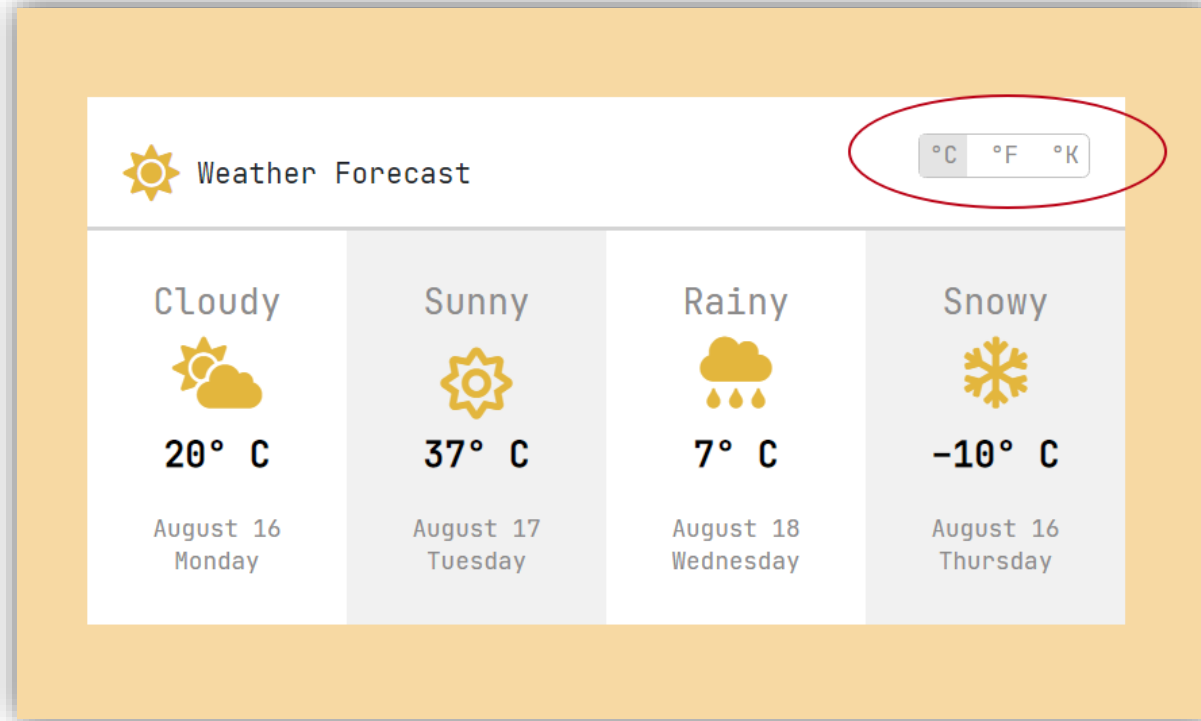 Weather Forecast
°C °F °K
Cloudy
20° C
August 16
Monday
Sunny
37° C
August 17
Tuesday
Rainy
7° C
August 18
Wednesday
Snowy
-10° C
August 16
Thursday